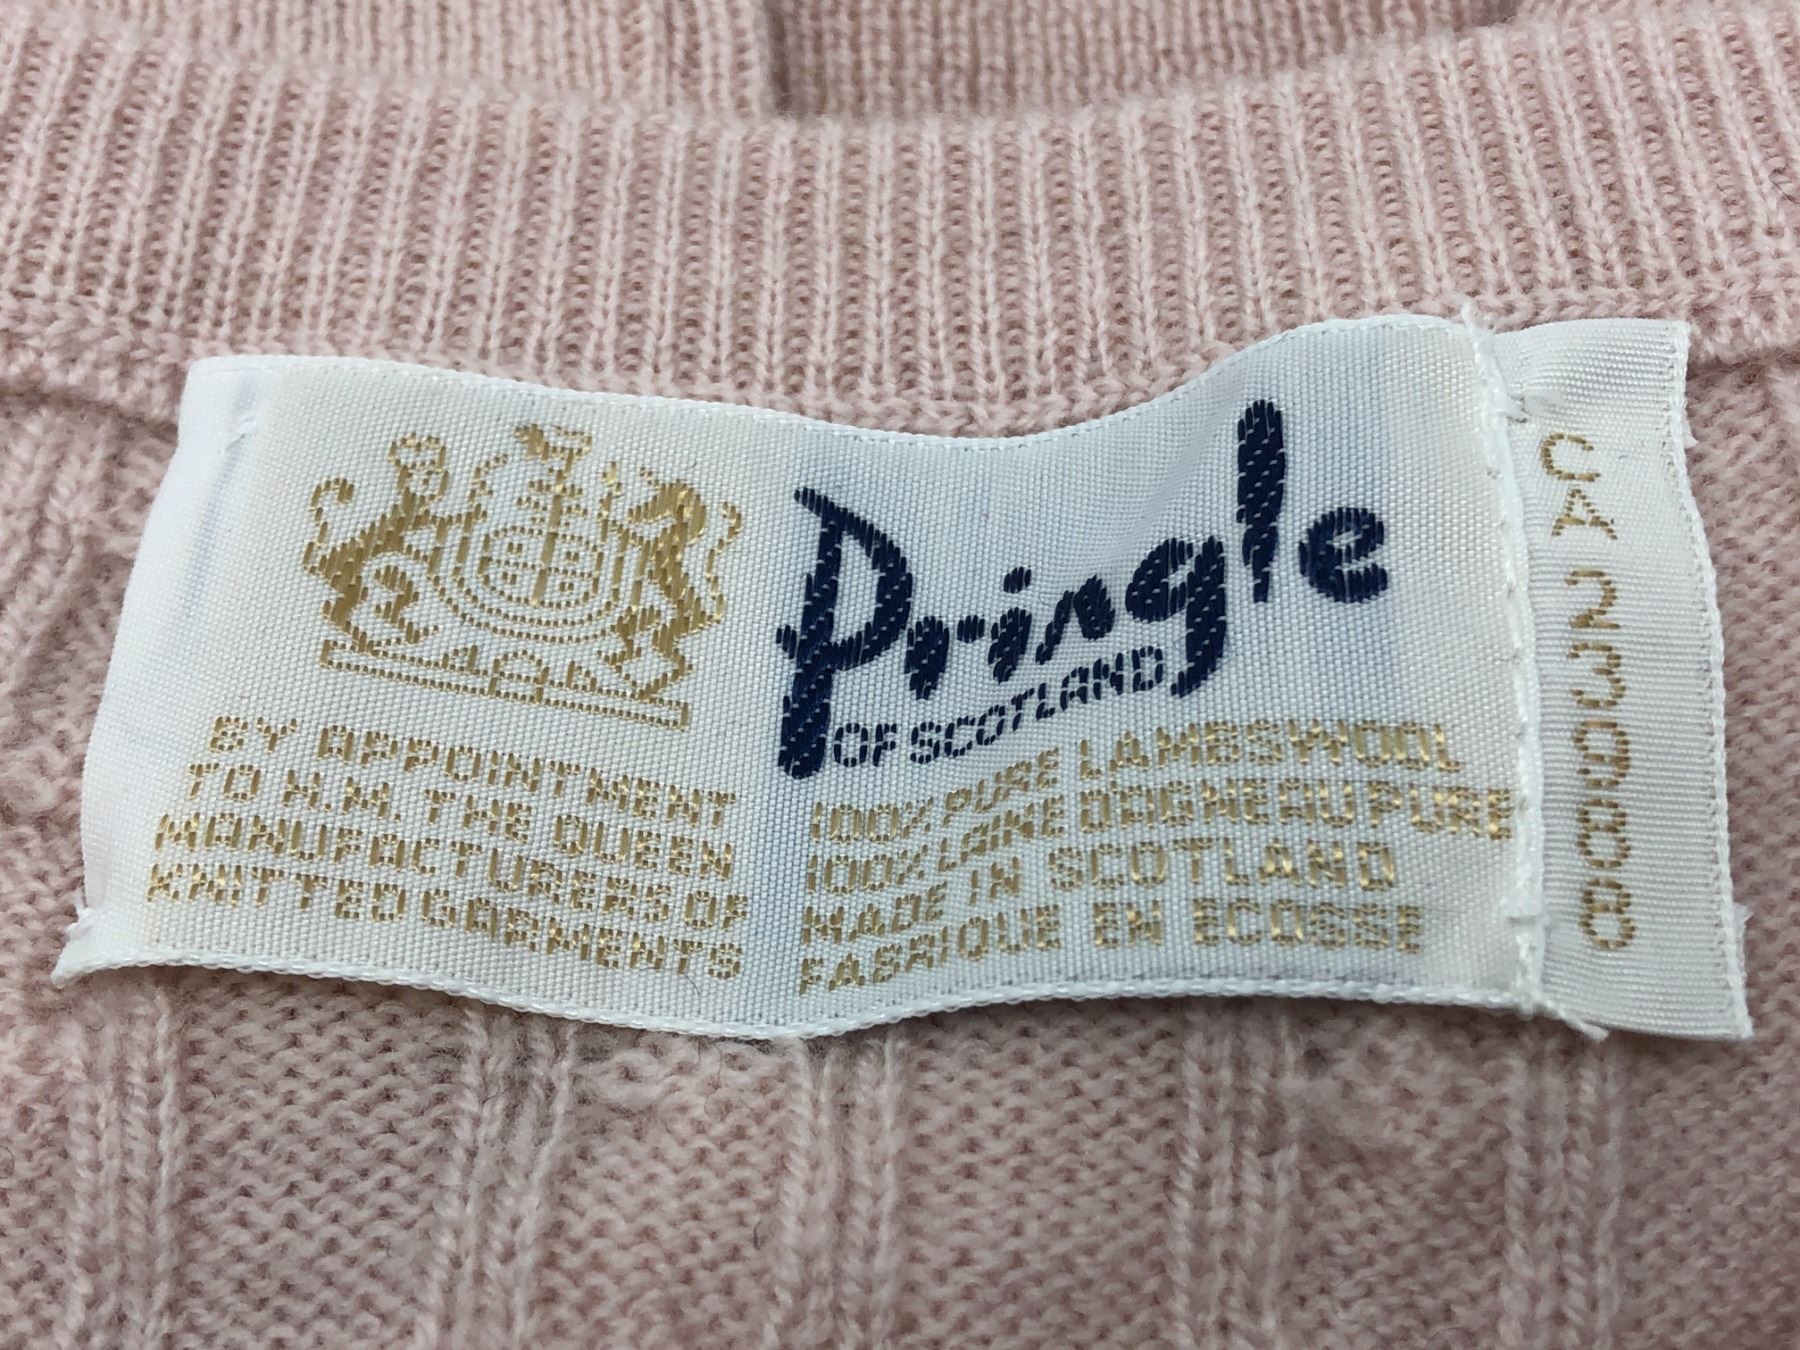 BY APPOINTMENT
TO H.M. THE QUEEN
MANUFACTURERS OF
KNITTED GARMENTS
Pringle
OF SCOTLAND
100% PURE LAMBSWOOL
100% LAINE D'AGNEAU PURE
MADE IN SCOTLAND
FABRIQUE EN ECOSSE
CA 23988